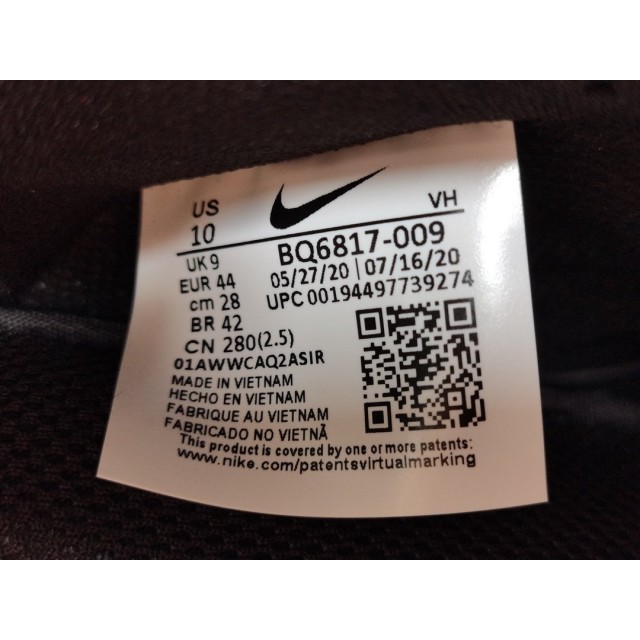 US VH
10 BQ6817-009
UK 9 05/27/20 | 07/16/20
EUR 44 UPC 00194497739274
cm 28
BR 42
CN 280(2.5)
01AWWCAQ2ASIR
MADE IN VIETNAM
HECHO EN VIETNAM
FABRIQUE AU VIETNAM
FABRICADO NO VIETNÃ
This product is covered by one or more patents:
www.nike.com/patentsvirtualmarking